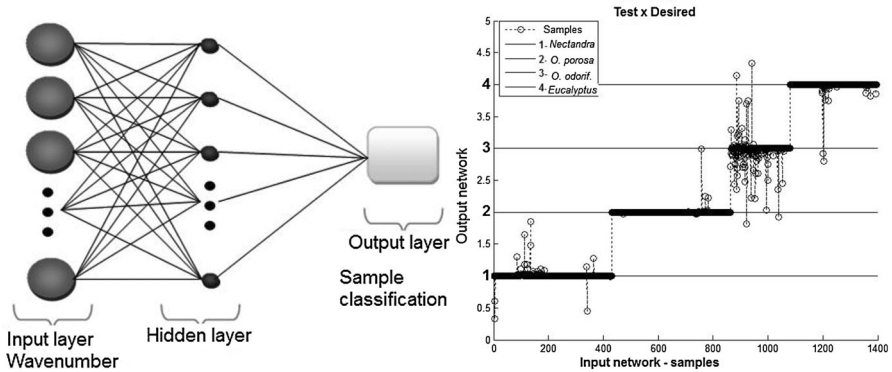 Input layer
Wavenumber
Hidden layer
Output layer
Sample
classification
Test x Desired
Samples
1- Nectandra
2- O. porosa
3- O. odorif.
4- Eucalyptus
Output network
5
4.5
4
3.5
3
2.5
2
1.5
1
0.5
0
0 200 400 600 800 1000 1200 1400
Input network - samples